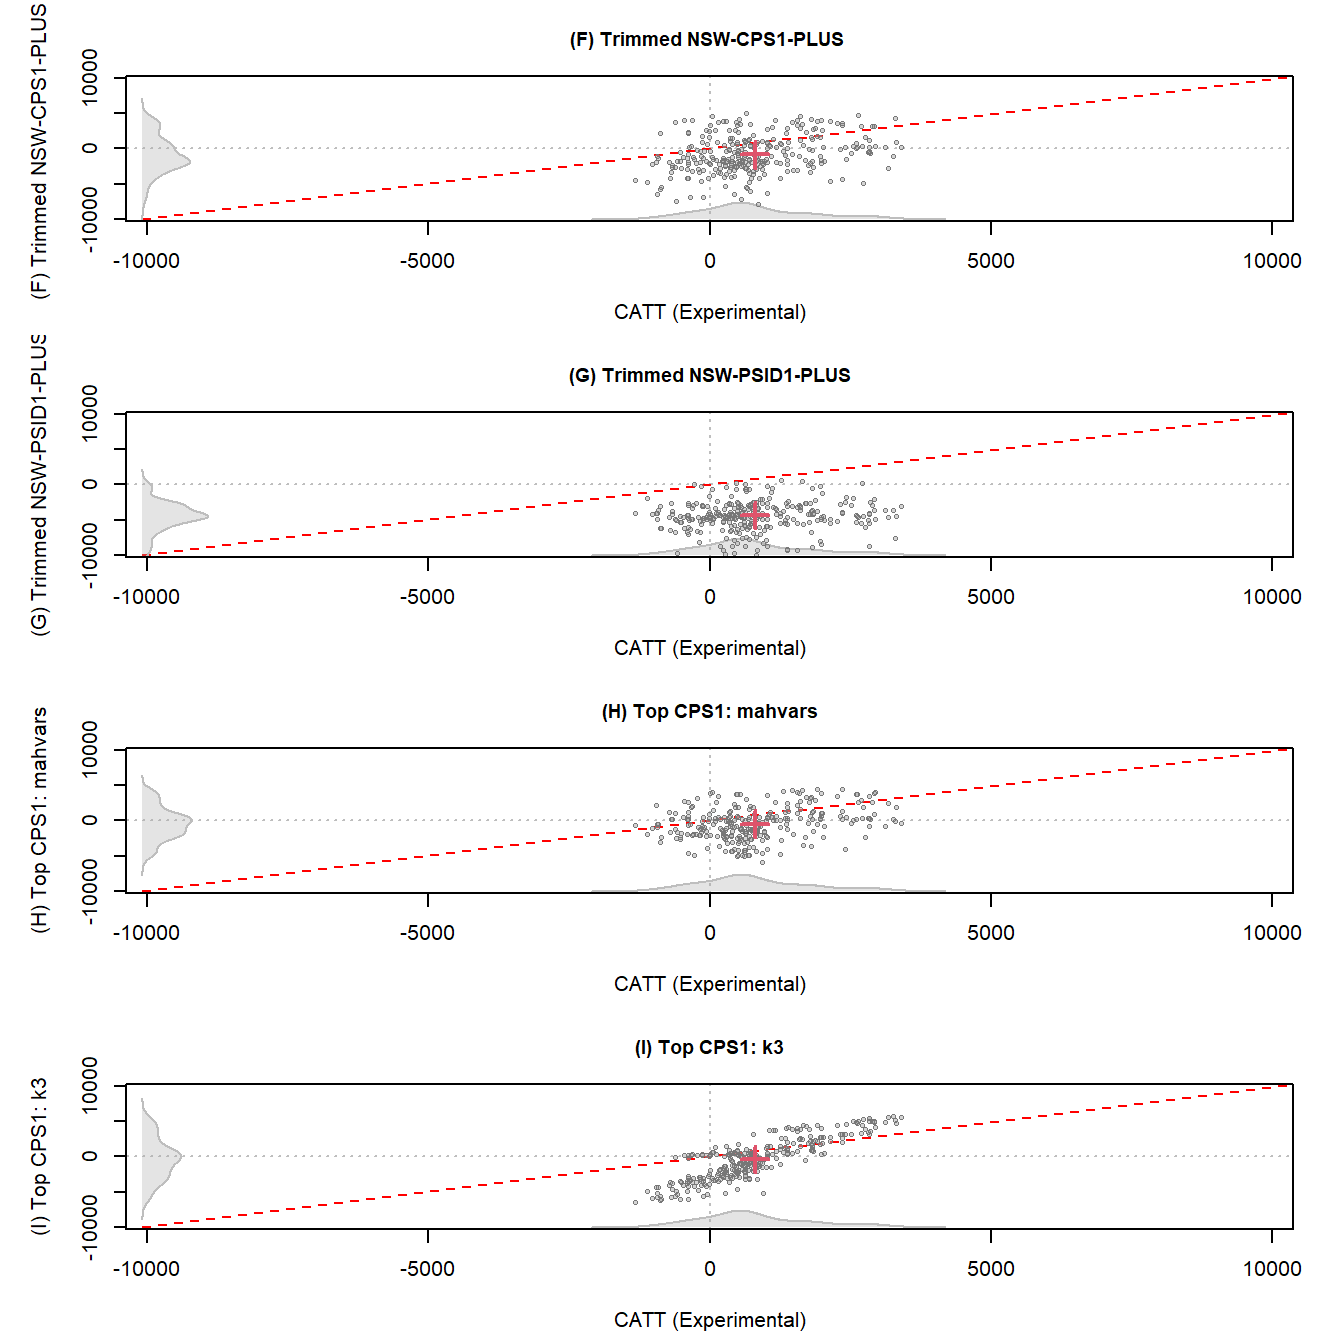 (F) Trimmed NSW-CPS1-PLUS
(F) Trimmed NSW-CPS1-PLUS
10000
0
-10000
-10000 -5000 0 5000 10000
CATT (Experimental)
(G) Trimmed NSW-PSID1-PLUS
(G) Trimmed NSW-PSID1-PLUS
10000
0
-10000
-10000 -5000 0 5000 10000
CATT (Experimental)
(H) Top CPS1: mahvars
(H) Top CPS1: mahvars
10000
0
-10000
-10000 -5000 0 5000 10000
CATT (Experimental)
(I) Top CPS1: k3
(I) Top CPS1: k3
10000
0
-10000
-10000 -5000 0 5000 10000
CATT (Experimental)